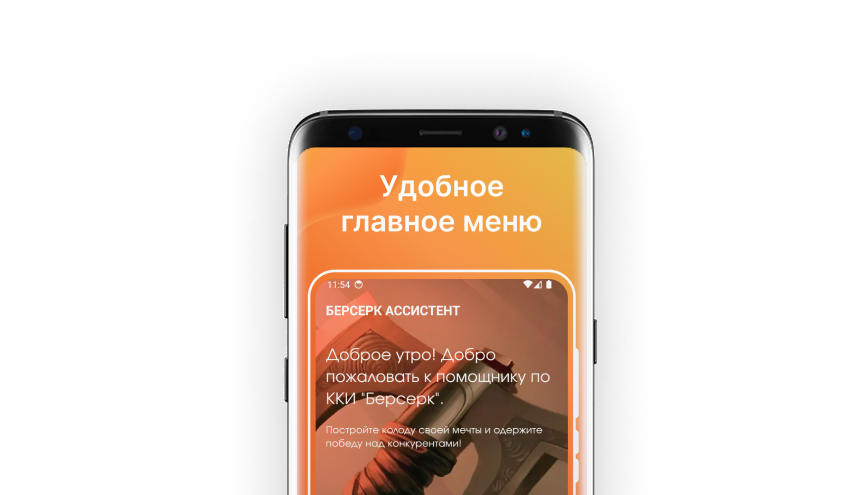 Удобное
главное меню
11:54
БЕРСЕРК АССИСТЕНТ
Доброе утро! Добро
пожаловать к помощнику по
ККИ "Берсерк".
Постройте колоду своей мечты и одержите
победу над конкурентами!